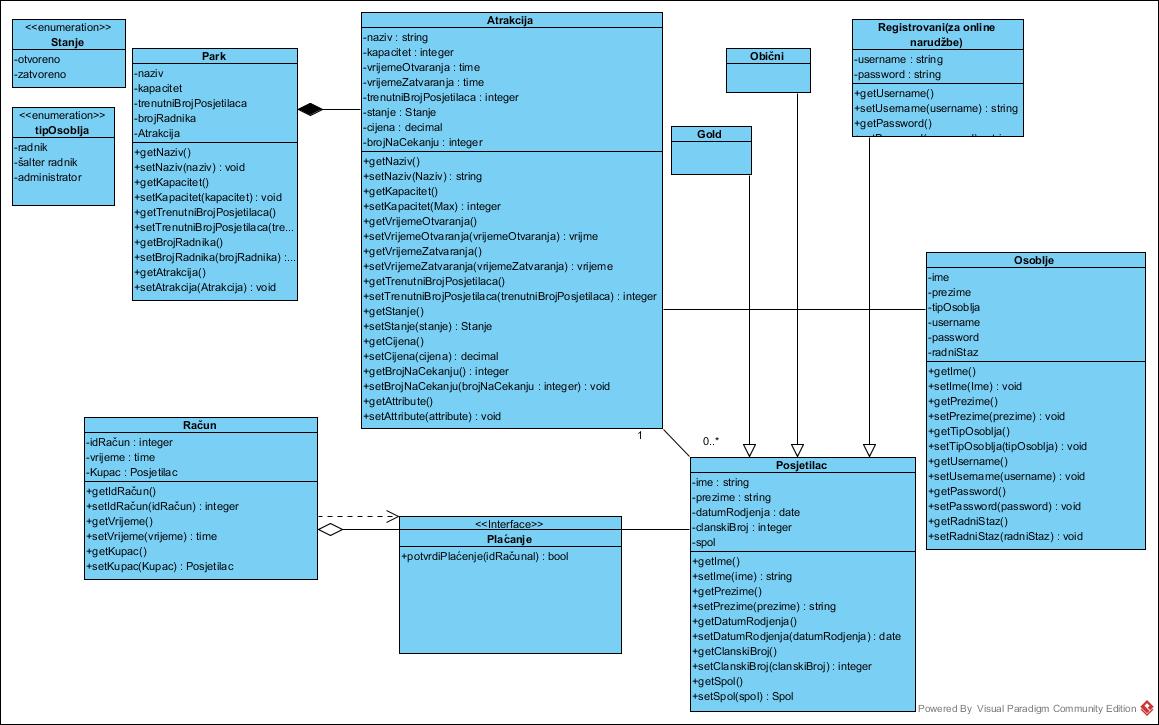 <<enumeration>>
Stanje
-otvoreno
-zatvoreno
<<enumeration>>
tipOsoblja
-radnik
-šalter radnik
-administrator
Park
-naziv
-kapacitet
-trenutniBrojPosjetilaca
-brojRadnika
-Atrakcija
+getNaziv()
+setNaziv(naziv) : void
+getKapacitet()
+setKapacitet(kapacitet) : void
+getTrenutniBrojPosjetilaca()
+setTrenutniBrojPosjetilaca(tre...
+getBrojRadnika()
+setBrojRadnika(brojRadnika) :...
+getAtrakcija()
+setAtrakcija(Atrakcija) : void
Atrakcija
-naziv : string
-kapacitet : integer
-vrijemeOtvaranja : time
-vrijemeZatvaranja : time
-trenutniBrojPosjetilaca : integer
-stanje : Stanje
-cijena : decimal
-brojNaCekanju : integer
+getNaziv()
+setNaziv(Naziv) : string
+getKapacitet()
+setKapacitet(Max) : integer
+getVrijemeOtvaranja()
+setVrijemeOtvaranja(vrijemeOtvaranja) : vrijme
+getVrijemeZatvaranja()
+setVrijemeZatvaranja(vrijemeZatvaranja) : vrijeme
+getTrenutniBrojPosjetilaca()
+setTrenutniBrojPosjetilaca(trenutniBrojPosjetilaca) : integer
+getStanje()
+setStanje(stanje) : Stanje
+getCijena()
+setCijena(cijena) : decimal
+getBrojNaCekanju() : integer
+setBrojNaCekanju(brojNaCekanju : integer) : void
+getAttribute()
+setAttribute(attribute) : void
Gold
Obični
Registrovani(za online
narudžbe)
-username : string
-password : string
+getUsername()
+setUsername(username) : string
+getPassword()
Osoblje
-ime
-prezime
-tipOsoblja
-username
-password
-radniStaz
+getIme()
+setIme(Ime) : void
+getPrezime()
+setPrezime(prezime) : void
+getTipOsoblja()
+setTipOsoblja(tipOsoblja) : void
+getUsername()
+setUsername(username) : void
+getPassword()
+setPassword(password) : void
+getRadniStaz()
+setRadniStaz(radniStaz) : void
1
0..*
Račun
-idRačun : integer
-vrijeme : time
-Kupac : Posjetilac
+getIdRačun()
+setIdRačun(idRačun) : integer
+getVrijeme()
+setVrijeme(vrijeme) : time
+getKupac()
+setKupac(Kupac) : Posjetilac
<<Interface>>
Plaćanje
+potvrdiPlaćenje(idRačunal) : bool
Posjetilac
-ime : string
-prezime : string
-datumRodjenja : date
-clanskiBroj : integer
-spol
+getIme()
+setIme(ime) : string
+getPrezime()
+setPrezime(prezime) : string
+getDatumRodjenja()
+setDatumRodjenja(datumRodjenja) : date
+getClanskiBroj()
+setClanskiBroj(clanskiBroj) : integer
+getSpol()
+setSpol(spol) : Spol
Powered By Visual Paradigm Community Edition